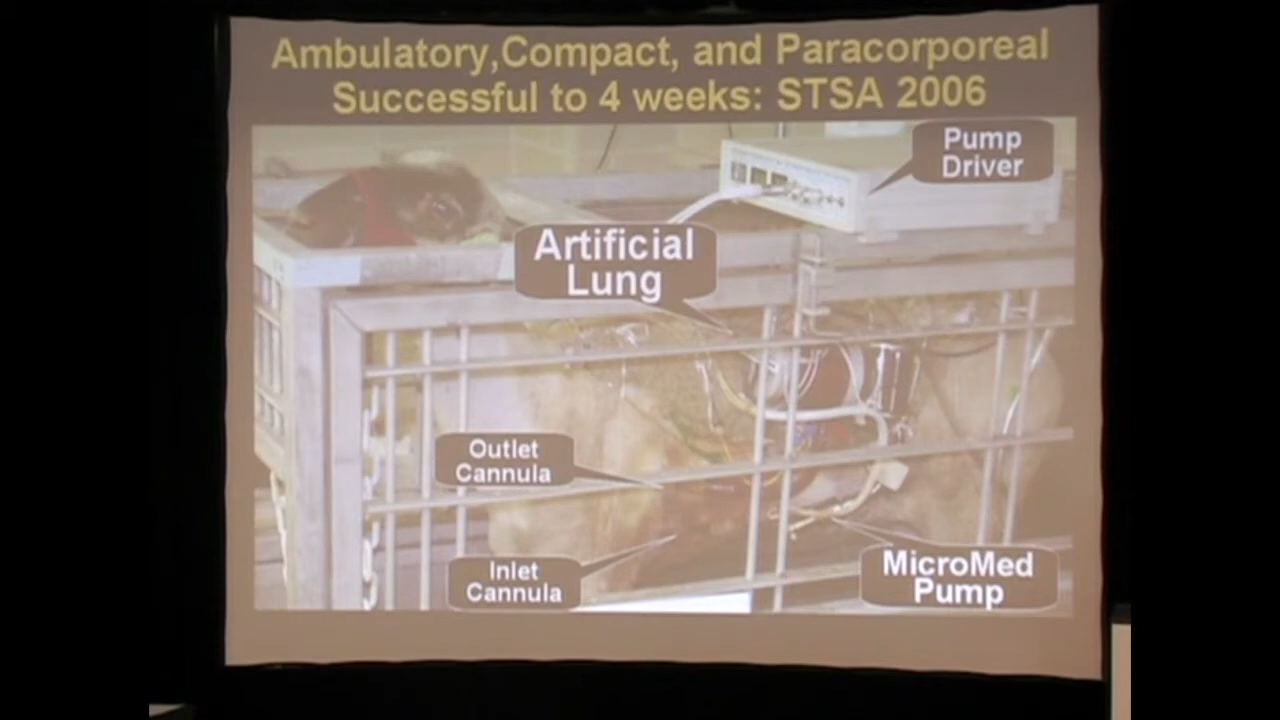 Ambulatory,Compact, and Paracorporeal
Successful to 4 weeks: STSA 2006
Pump
Driver
Artificial
Lung
Outlet
Cannula
Inlet
Cannula
MicroMed
Pump